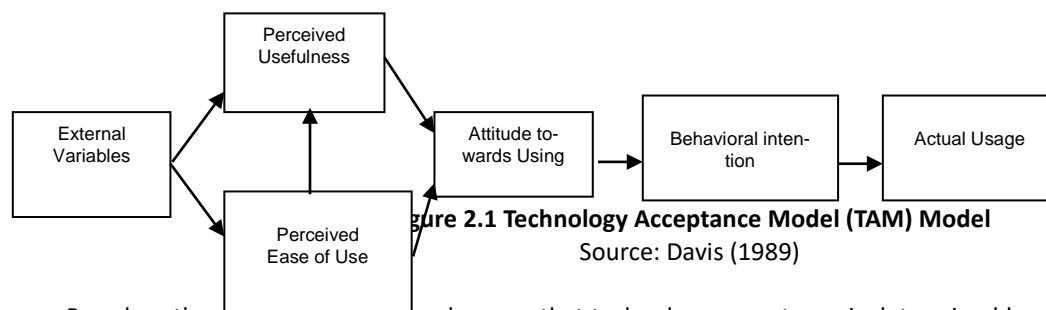 Perceived
Usefulness
External
Variables
Attitude to-
wards Using
Behavioral inten-
tion
Actual Usage
Perceived
Ease of Use
gure 2.1 Technology Acceptance Model (TAM) Model
Source: Davis (1989)